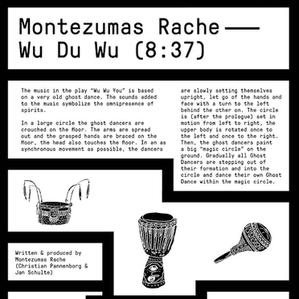 Montezumas Rache —
Wu Du Wu (8:37)
The music in the play "Wu Wu You" is based
on a very old ghost dance. The sounds added
to the music symbolize the omnipresence of
spirits.
In a large circle the ghost dancers are
crouched on the floor. The arms are spread
out and the grasped hands are braced on the
floor, the head also touches the floor. In an as
synchronous movement as possible, the dancers
are slowly setting themselves
upright, let go of the hands and
face with a turn to the left
behind the other on. The circle
is (after the prologue) set in
motion from left to right, the
upper body is rotated once to
the left and once to the right.
Then, the ghost dancers paint
a big "magic circle" on the
ground. Gradually all Ghost
Dancers are stepping out of
their formation and into the
circle and dance their own Ghost
Dance within the magic circle.
Written & produced by
Montezumas Rache
(Christian Pannenborg &
Jan Schulte)